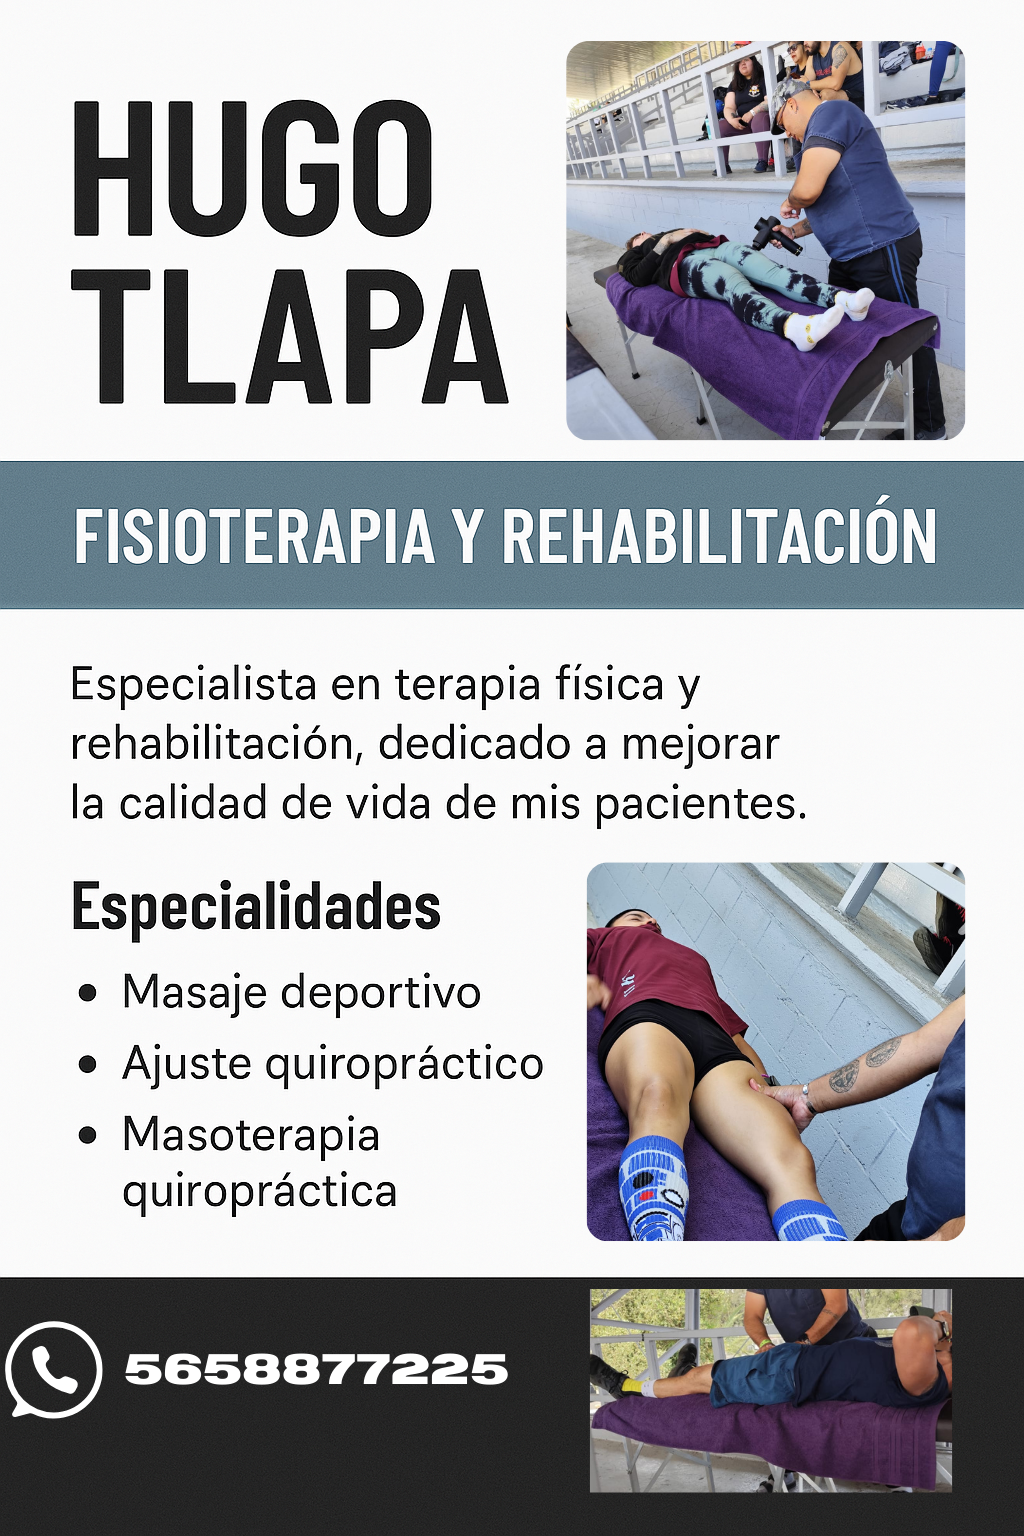 HUGO
TLAPA
FISIOTERAPIA Y REHABILITACIÓN
Especialista en terapia física y
rehabilitación, dedicado a mejorar
la calidad de vida de mis pacientes.
Especialidades
• Masaje deportivo
• Ajuste quiropráctico
• Masoterapia
quiropráctica
5658877225